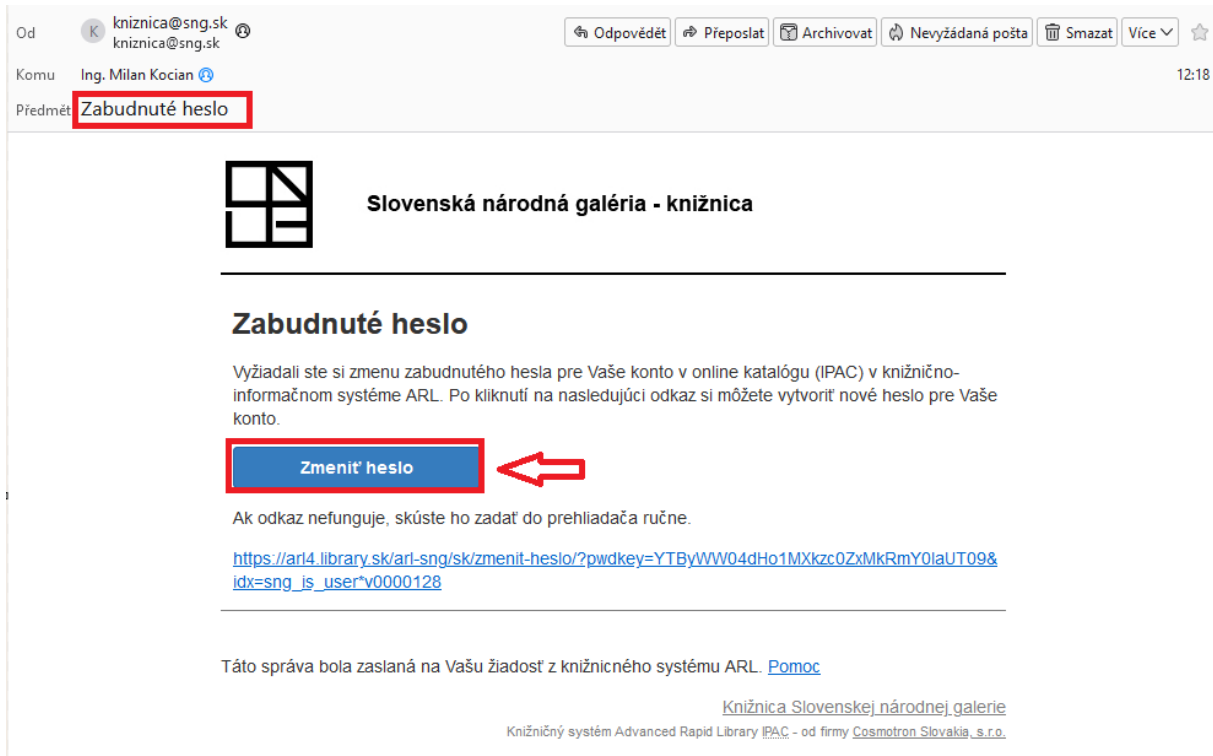 Od K kniznica@sng.sk
kniznica@sng.sk
Odpovědět Přeposlat Archivovat Nevyžádaná pošta Smazat Více
Komu Ing. Milan Kocian 12:18
Předmět Zabudnuté heslo
Slovenská národná galéria - knižnica
Zabudnuté heslo
Vyžiadali ste si zmenu zabudnutého hesla pre Vaše konto v online katalógu (IPAC) v knižnično-
informačnom systéme ARL. Po kliknutí na nasledujúci odkaz si môžete vytvoriť nové heslo pre Vaše
konto.
Zmeniť heslo
Ak odkaz nefunguje, skúste ho zadať do prehliadača ručne.
https://arl4.library.sk/arl-sng/sk/zmenit-heslo/?pwdkey=YTByWW04dHo1MXkzc0ZxMkRmY0laUT09&
idx=sng_is_user*v0000128
Táto správa bola zaslaná na Vašu žiadosť z knižnicného systému ARL. Pomoc
Knižnica Slovenskej národnej galerie
Knižničný systém Advanced Rapid Library IPAC - od firmy Cosmotron Slovakia, s.r.o.